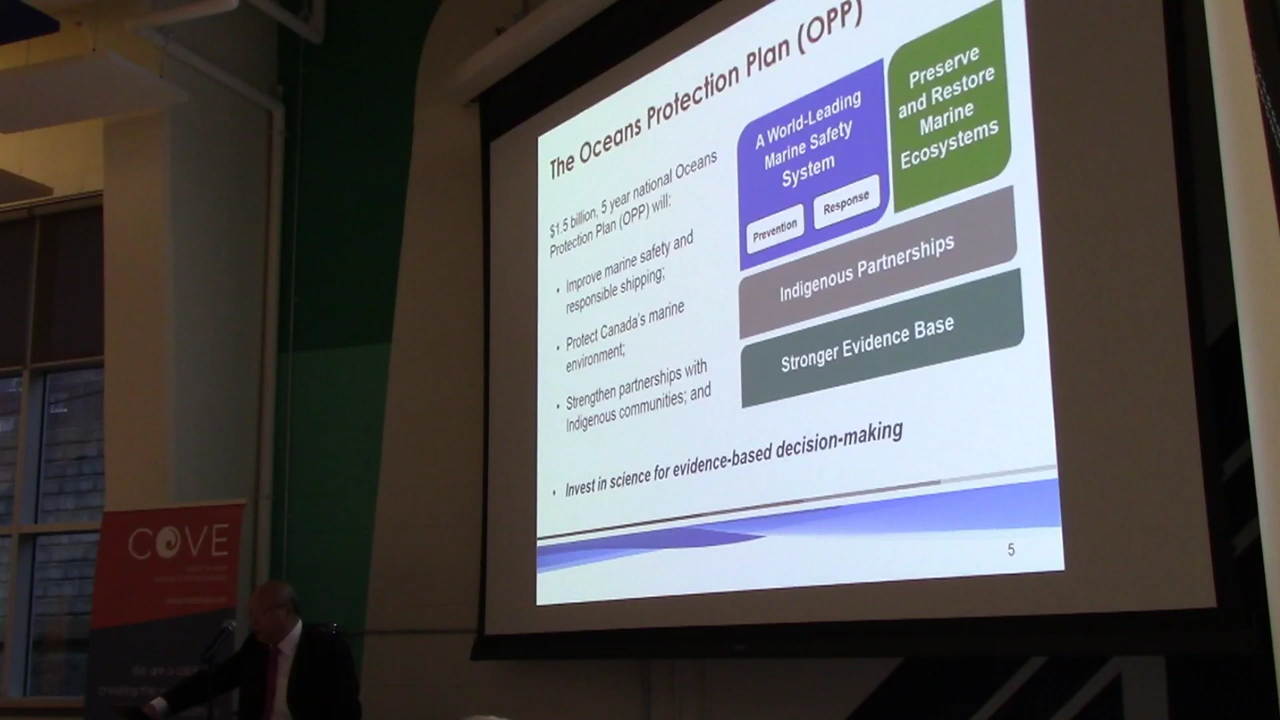 The Oceans Protection Plan (OPP)
$1.5 billion, 5 year national Oceans
Protection Plan (OPP) will:
• Improve marine safety and
responsible shipping;
• Protect Canada's marine
environment;
• Strengthen partnerships with
Indigenous communities; and
• Invest in science for evidence-based decision-making
A World-Leading
Marine Safety
System
Prevention
Response
Preserve
and Restore
Marine
Ecosystems
Indigenous Partnerships
Stronger Evidence Base
5
COVE